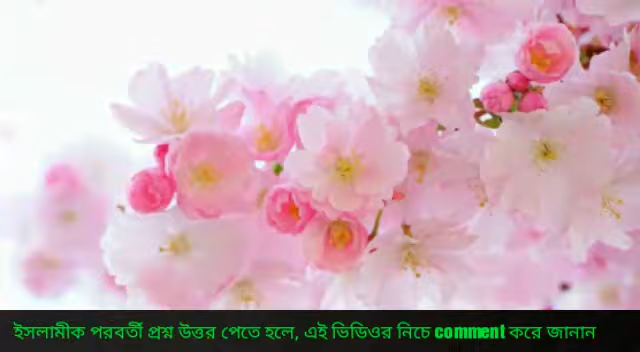 ইসলামীক পরবর্তী প্রশ্ন উত্তর পেতে হলে, এই ভিডিওর নিচে comment করে জানান